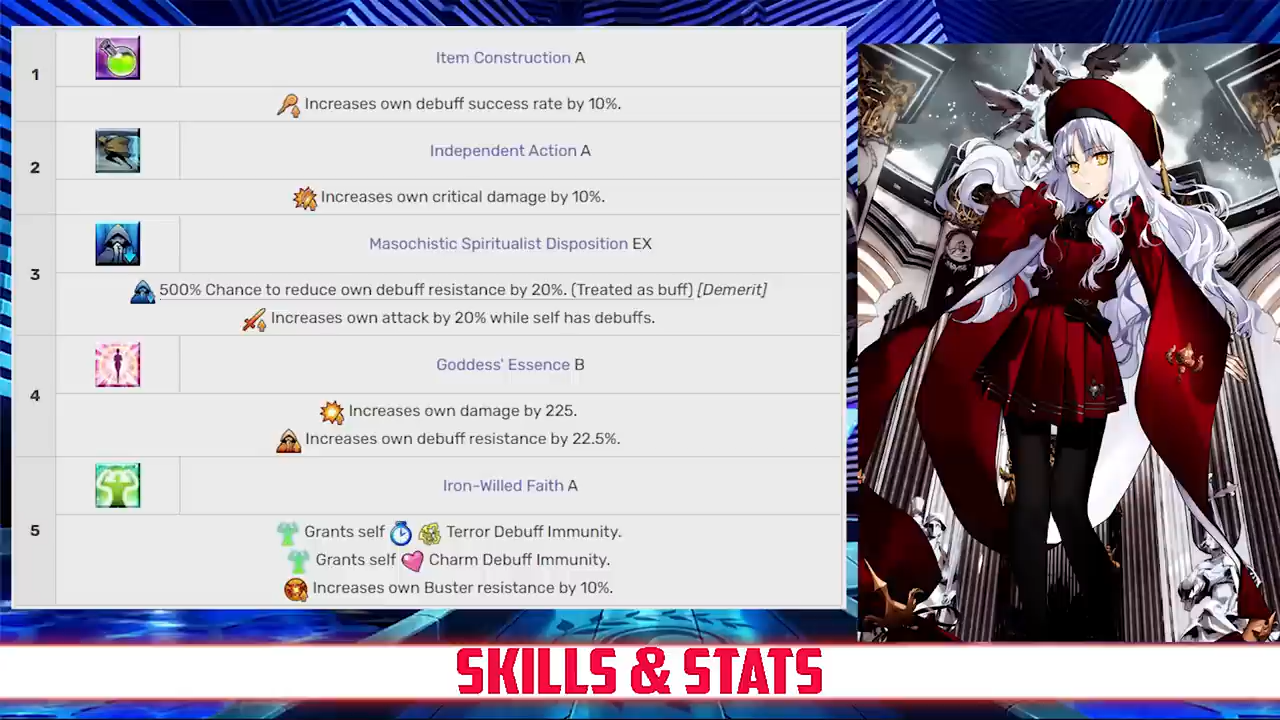 1
Item Construction A
Increases own debuff success rate by 10%.
2
Independent Action A
Increases own critical damage by 10%.
3
Masochistic Spiritualist Disposition EX
500% Chance to reduce own debuff resistance by 20%. (Treated as buff) [Demerit]
Increases own attack by 20% while self has debuffs.
4
Goddess' Essence B
Increases own damage by 225.
Increases own debuff resistance by 22.5%.
5
Iron-Willed Faith A
Grants self Terror Debuff Immunity.
Grants self Charm Debuff Immunity.
Increases own Buster resistance by 10%.
SKILLS & STATS